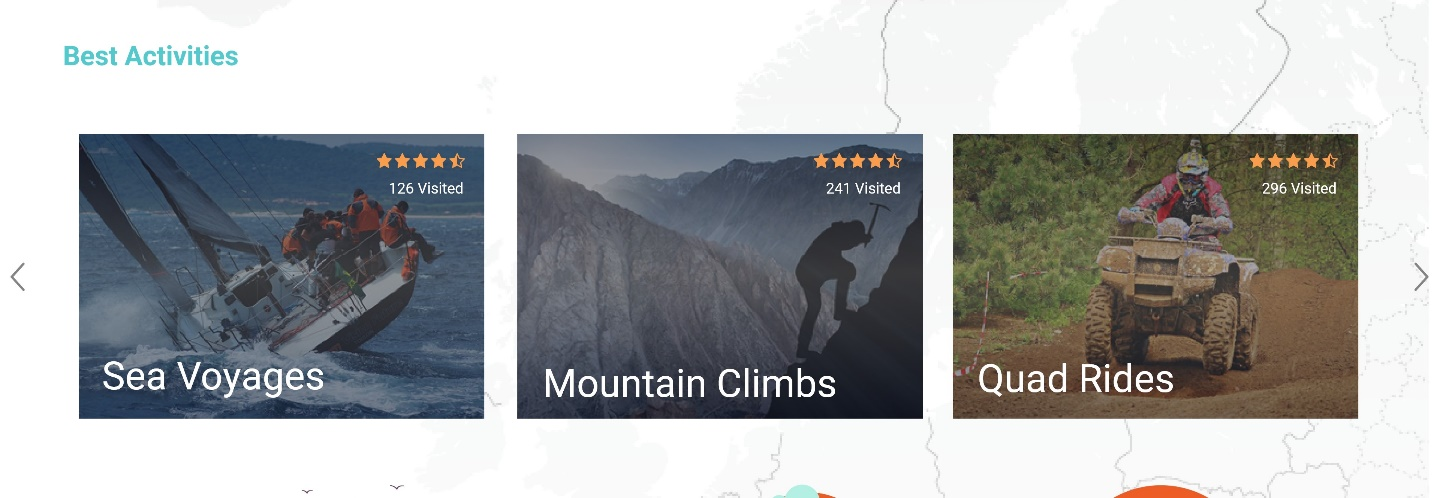 Best Activities
126 Visited
Sea Voyages
241 Visited
Mountain Climbs
296 Visited
Quad Rides